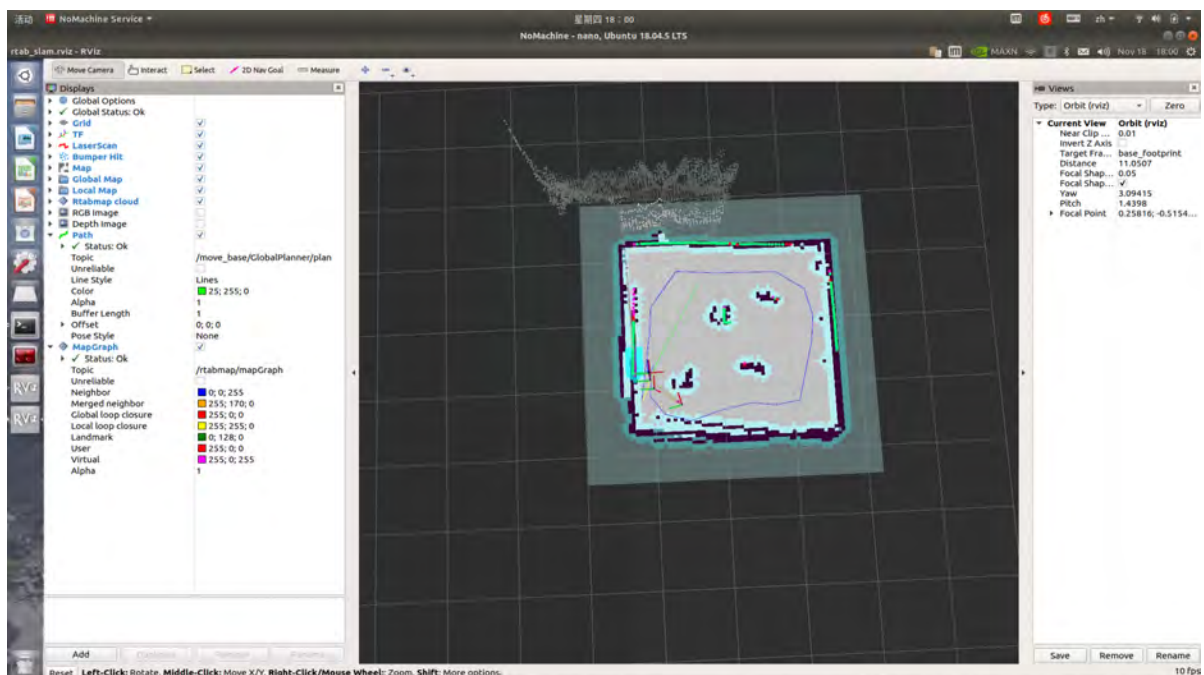 活动 NoMachine Service 星期四 18：00 zh
NoMachine - nano, Ubuntu 18.04.5 LTS
rtab_slam.rviz - RViz MAXN Nov 18 18:00
Move Camera Interact Select 2D Nav Goal Measure
Displays
Global Options
Global Status: Ok
Grid
TF
LaserScan
Bumper Hit
Map
Global Map
Local Map
Rtabmap cloud
RGB Image
Depth Image
Path
Status: Ok
Topic /move_base/GlobalPlanner/plan
Unreliable
Line Style Lines
Color 25; 255; 0
Alpha 1
Buffer Length 1
Offset 0; 0; 0
Pose Style None
MapGraph
Status: Ok
Topic /rtabmap/mapGraph
Unreliable
Neighbor 0; 0; 255
Merged neighbor 255; 170; 0
Global loop closure 255; 0; 0
Local loop closure 255; 255; 0
Landmark 0; 128; 0
User 255; 0; 0
Virtual 255; 0; 255
Alpha 1
Add
Views
Type: Orbit (rviz) Zero
Current View Orbit (rviz)
Near Clip ... 0.01
Invert Z Axis
Target Fra... base_footprint
Distance 11.0507
Focal Shap... 0.05
Focal Shap...
Yaw 3.09415
Pitch 1.4398
Focal Point 0.25816; -0.5154...
Save Remove Rename
Reset Left-Click: Rotate. Middle-Click: Move X/Y. Right-Click/Mouse Wheel: Zoom. Shift: More options. 10 fps